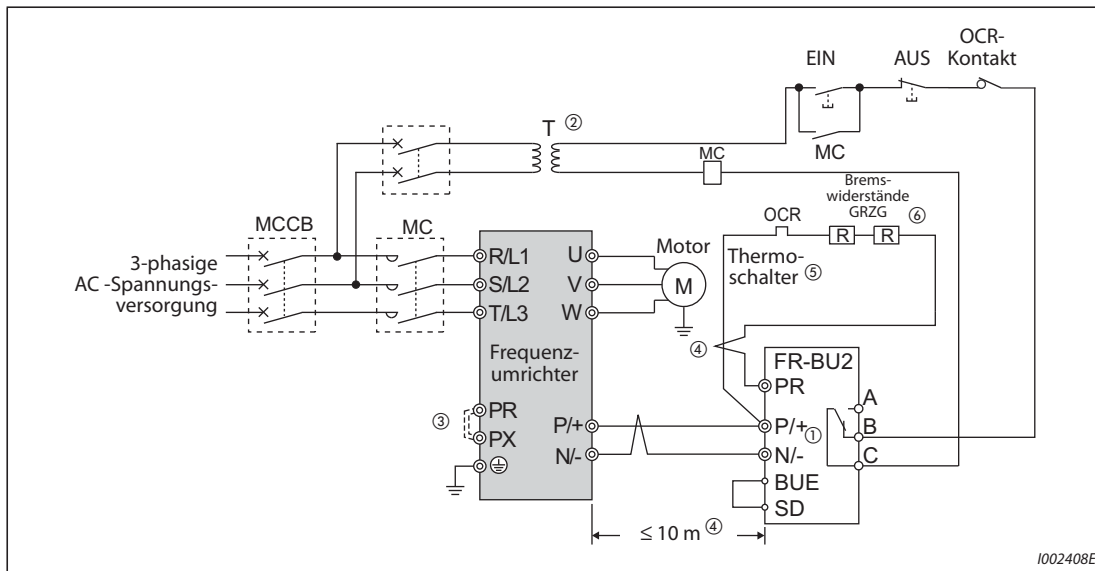 OCR-
Kontakt
EIN
AUS
T ②
MC
MC
Brems-
widerstände
GRZG
⑥
OCR
R
R
MCCB
MC
Thermo-
schalter ⑤
3-phasige
AC -Spannungs-
versorgung
R/L1
S/L2
T/L3
U
V
W
Motor
M
Frequenz-
umrichter
④
FR-BU2
PR
A
③
PR
PX
P/+
N/-
P/+ ①
N/-
B
C
BUE
SD
≤ 10 m ④
I002408E